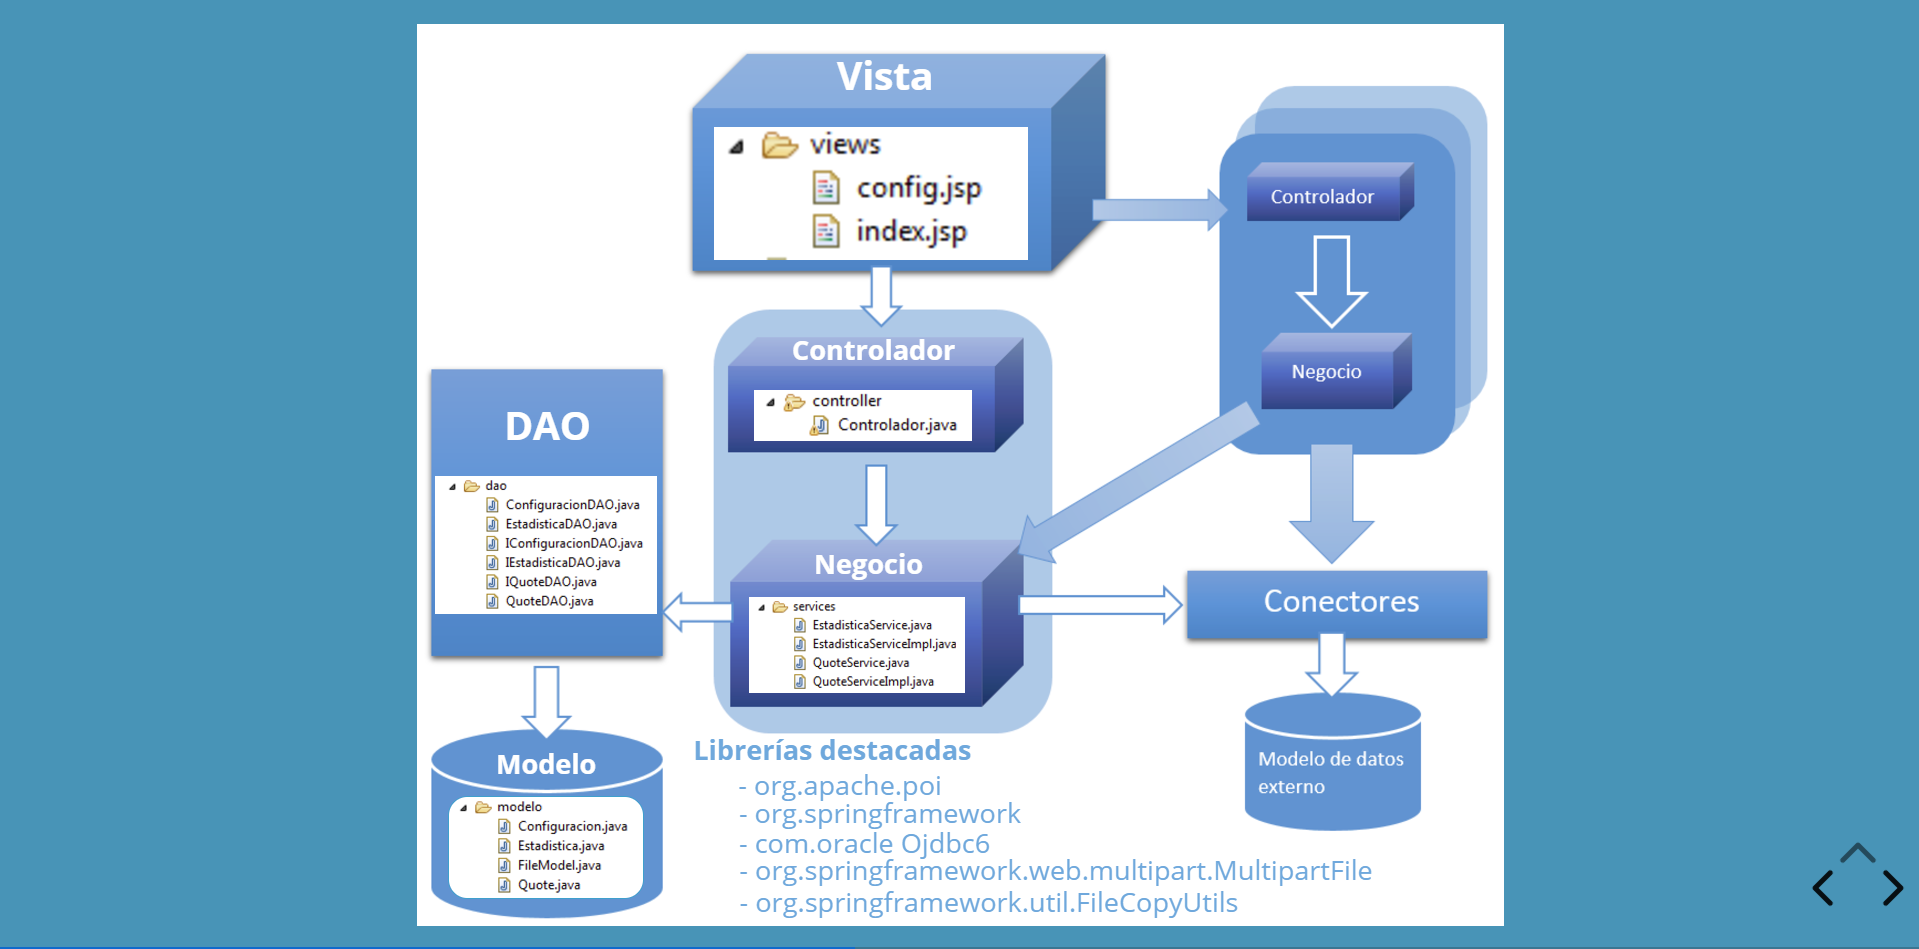 Vista
views
config.jsp
index.jsp
Controlador
Negocio
Controlador
controller
Controlador.java
DAO
dao
ConfiguracionDAO.java
EstadisticaDAO.java
IConfiguracionDAO.java
IEstadisticaDAO.java
IQuoteDAO.java
QuoteDAO.java
Negocio
services
EstadisticaService.java
EstadisticaServiceImpl.java
QuoteService.java
QuoteServiceImpl.java
Conectores
Modelo de datos
externo
Modelo
modelo
Configuracion.java
Estadistica.java
FileModel.java
Quote.java
Librerías destacadas
- org.apache.poi
- org.springframework
- com.oracle Ojdbc6
- org.springframework.web.multipart.MultipartFile
- org.springframework.util.FileCopyUtils